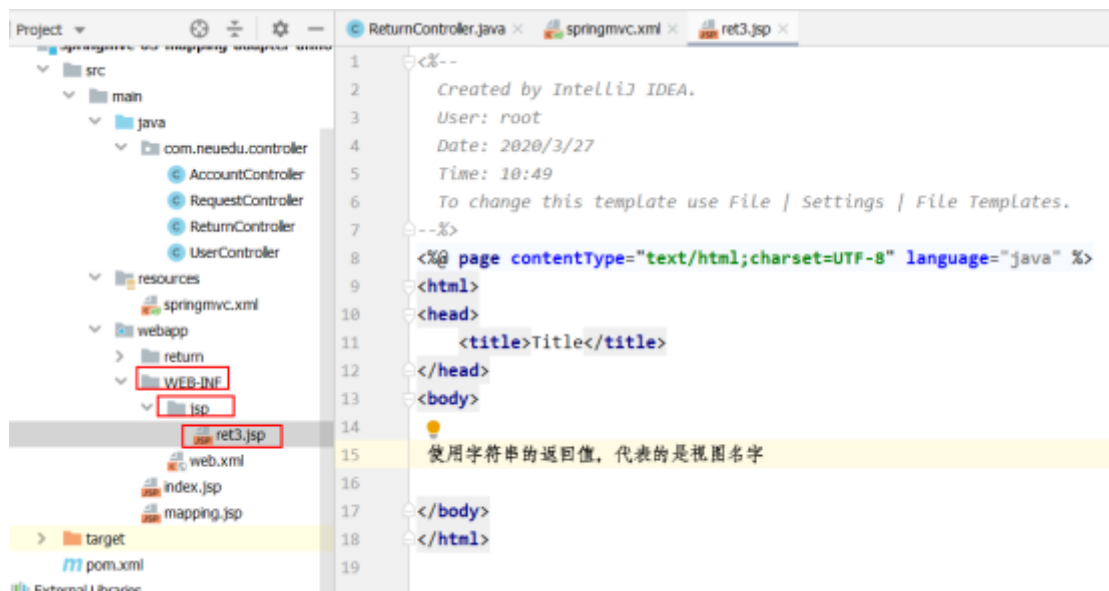 Project
ReturnController.java
springmvc.xml
ret3.jsp
src
main
java
com.neuedu.controller
AccountController
RequestController
ReturnController
UserController
resources
springmvc.xml
webapp
return
WEB-INF
jsp
ret3.jsp
web.xml
index.jsp
mapping.jsp
target
pom.xml
External Libraries
1 <%--
2 Created by IntelliJ IDEA.
3 User: root
4 Date: 2020/3/27
5 Time: 10:49
6 To change this template use File | Settings | File Templates.
7 --%>
8 <%@ page contentType="text/html;charset=UTF-8" language="java" %>
9 <html>
10 <head>
11 <title>Title</title>
12 </head>
13 <body>
14
15 使用字符串的返回值，代表的是视图名字
16
17 </body>
18 </html>
19